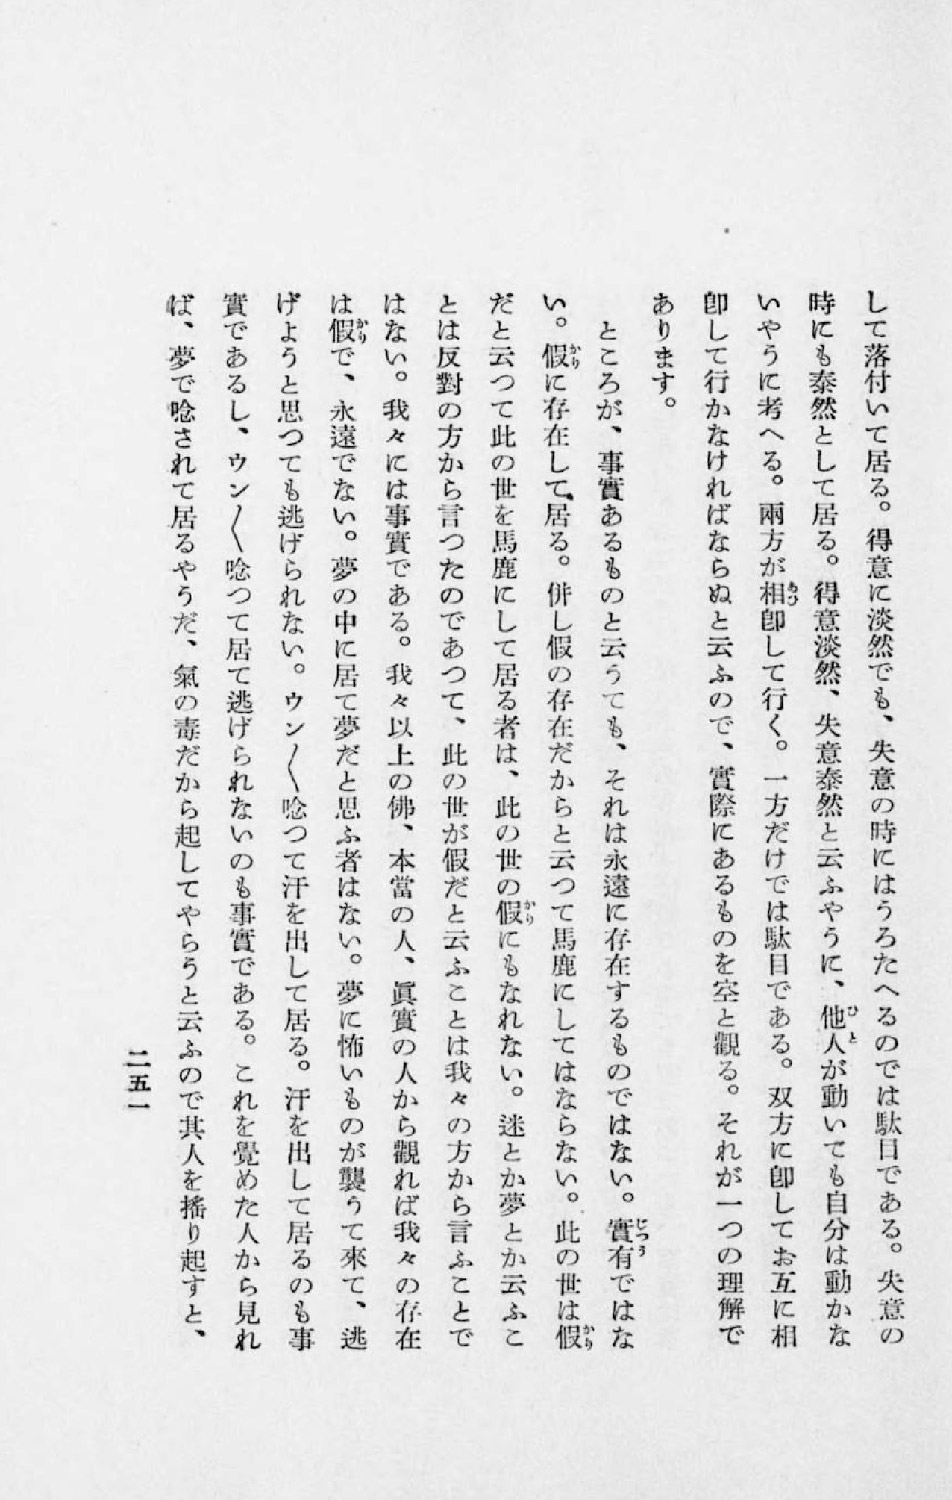 して落付いて居る。得意に淡然でも、失意の時にはうろたへるのでは駄目である。失意の
時にも泰然として居る。得意淡然、失意泰然と云ふやうに、他人が動いても自分は動かな
いやうに考へる。兩方が相卽して行く。一方だけでは駄目である。双方に卽してお互に相
卽して行かなければならぬと云ふので、實際にあるものを空と觀る。それが一つの理解で
あります。
ところが、事實あるものと云うても、それは永遠に存在するものではない。實有ではな
い。假に存在して居る。併し假の存在だからと云つて馬鹿にしてはならない。此の世は假
だと云つて此の世を馬鹿にして居る者は、此の世の假にもなれない。迷とか夢とか云ふこ
とは反對の方から言つたのであつて、此の世が假だと云ふことは我々の方から言ふことで
はない。我々には事實である。我々以上の佛、本當の人、眞實の人から觀れば我々の存在
は假で、永遠でない。夢の中に居て夢だと思ふ者はない。夢に怖いものが襲うて來て、逃
げようと思つても逃げられない。ウン〱唸つて汗を出して居る。汗を出して居るのも事
實であるし、ウン〱唸つて居て逃げられないのも事實である。これを覺めた人から見れ
ば、夢で唸されて居るやうだ、氣の毒だから起してやらうと云ふので其人を搖り起すと、
二五一